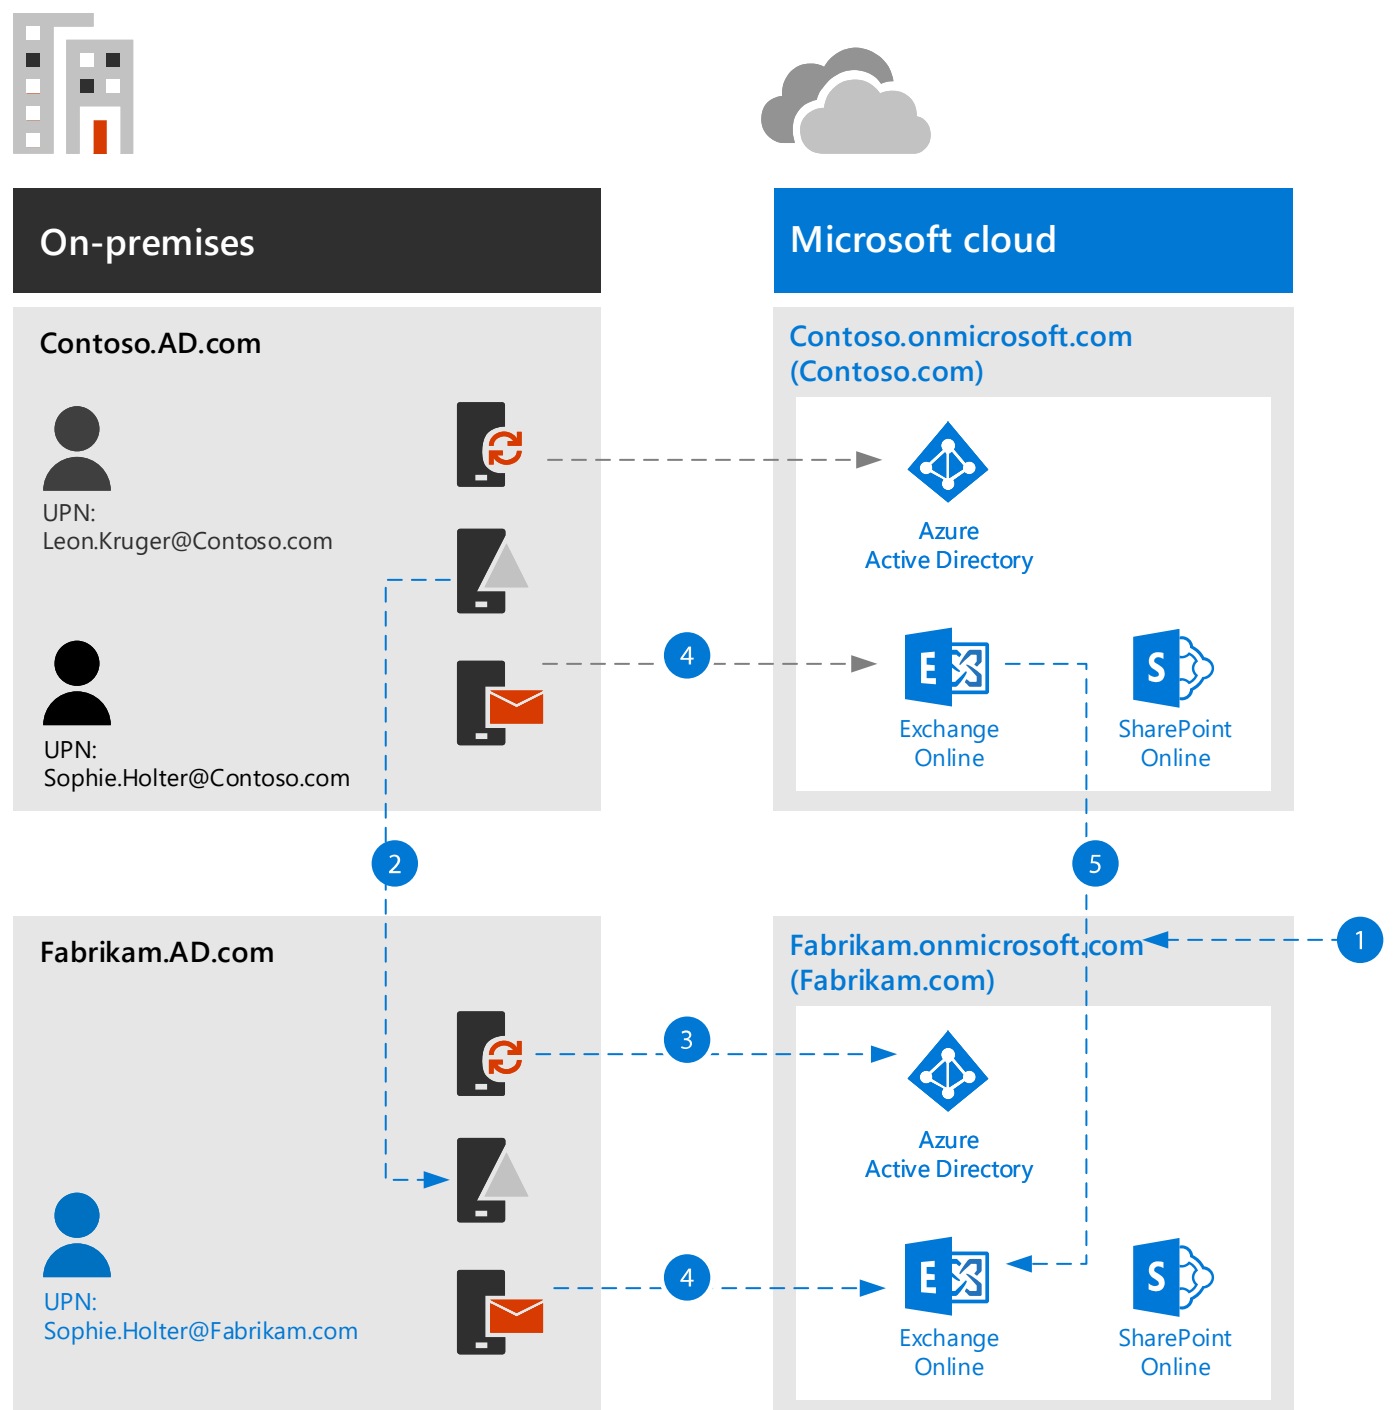 On-premises
Microsoft cloud
Contoso.AD.com
UPN:
Leon.Kruger@Contoso.com
UPN:
Sophie.Holter@Contoso.com
Contoso.onmicrosoft.com
(Contoso.com)
Azure
Active Directory
4
E
Exchange
Online
S
SharePoint
Online
2
5
1
Fabrikam.AD.com
UPN:
Sophie.Holter@Fabrikam.com
Fabrikam.onmicrosoft.com
(Fabrikam.com)
3
Azure
Active Directory
4
E
Exchange
Online
S
SharePoint
Online